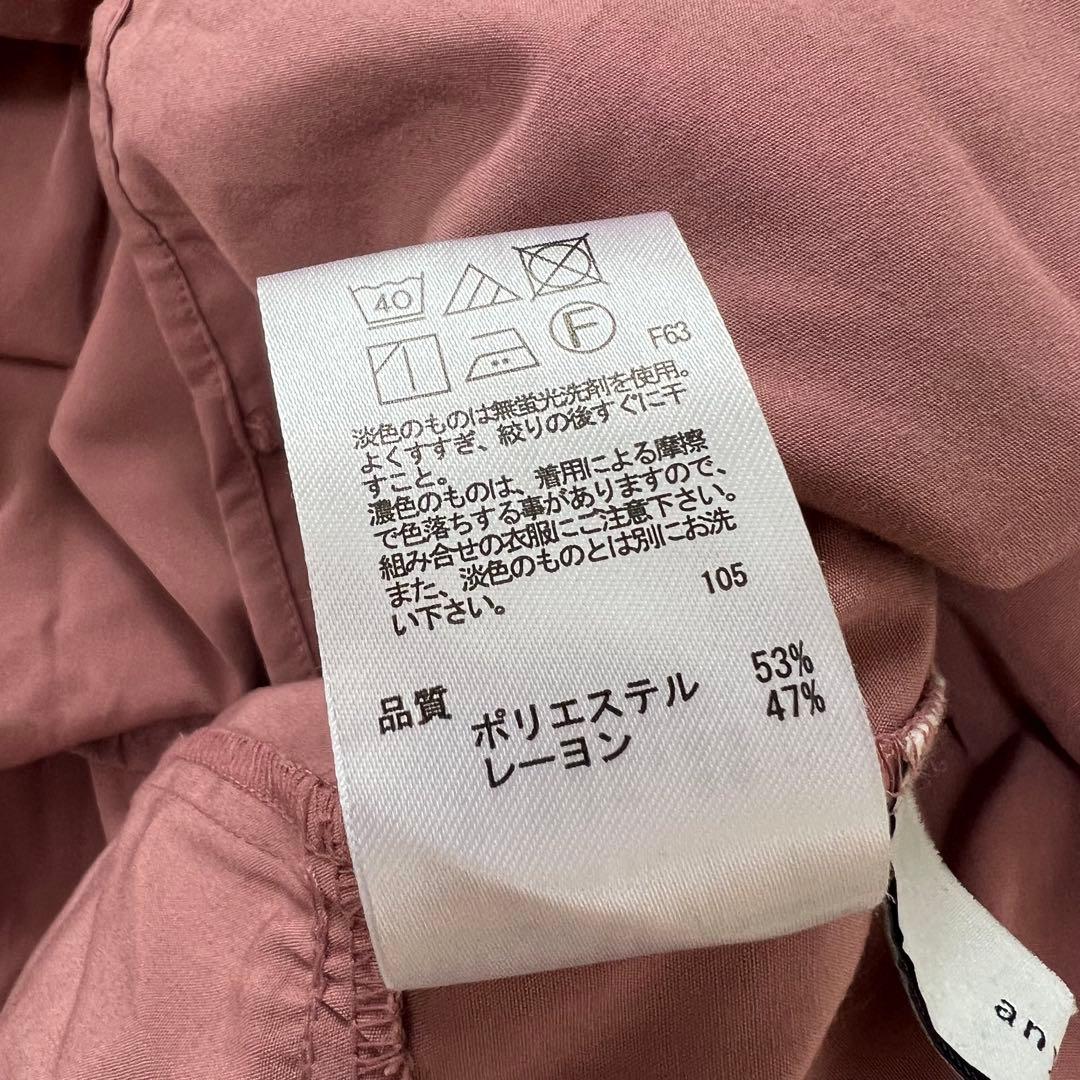 40
F
F63
淡色のものは無蛍光洗剤を使用。
よくすすぎ、絞りの後すぐに干
すこと。
濃色のものは、着用による摩擦
で色落ちする事がありますので、
組み合せの衣服にご注意下さい。
また、淡色のものとは別にお洗
い下さい。
105
品質 ポリエステル 53%
レーヨン 47%
an